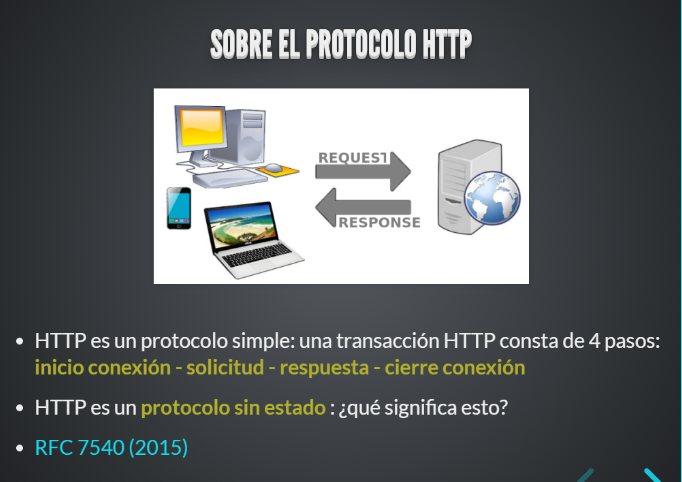 SOBRE EL PROTOCOLO HTTP
REQUEST
RESPONSE
HTTP es un protocolo simple: una transacción HTTP consta de 4 pasos:
inicio conexión - solicitud - respuesta - cierre conexión
HTTP es un protocolo sin estado : ¿qué significa esto?
RFC 7540 (2015)